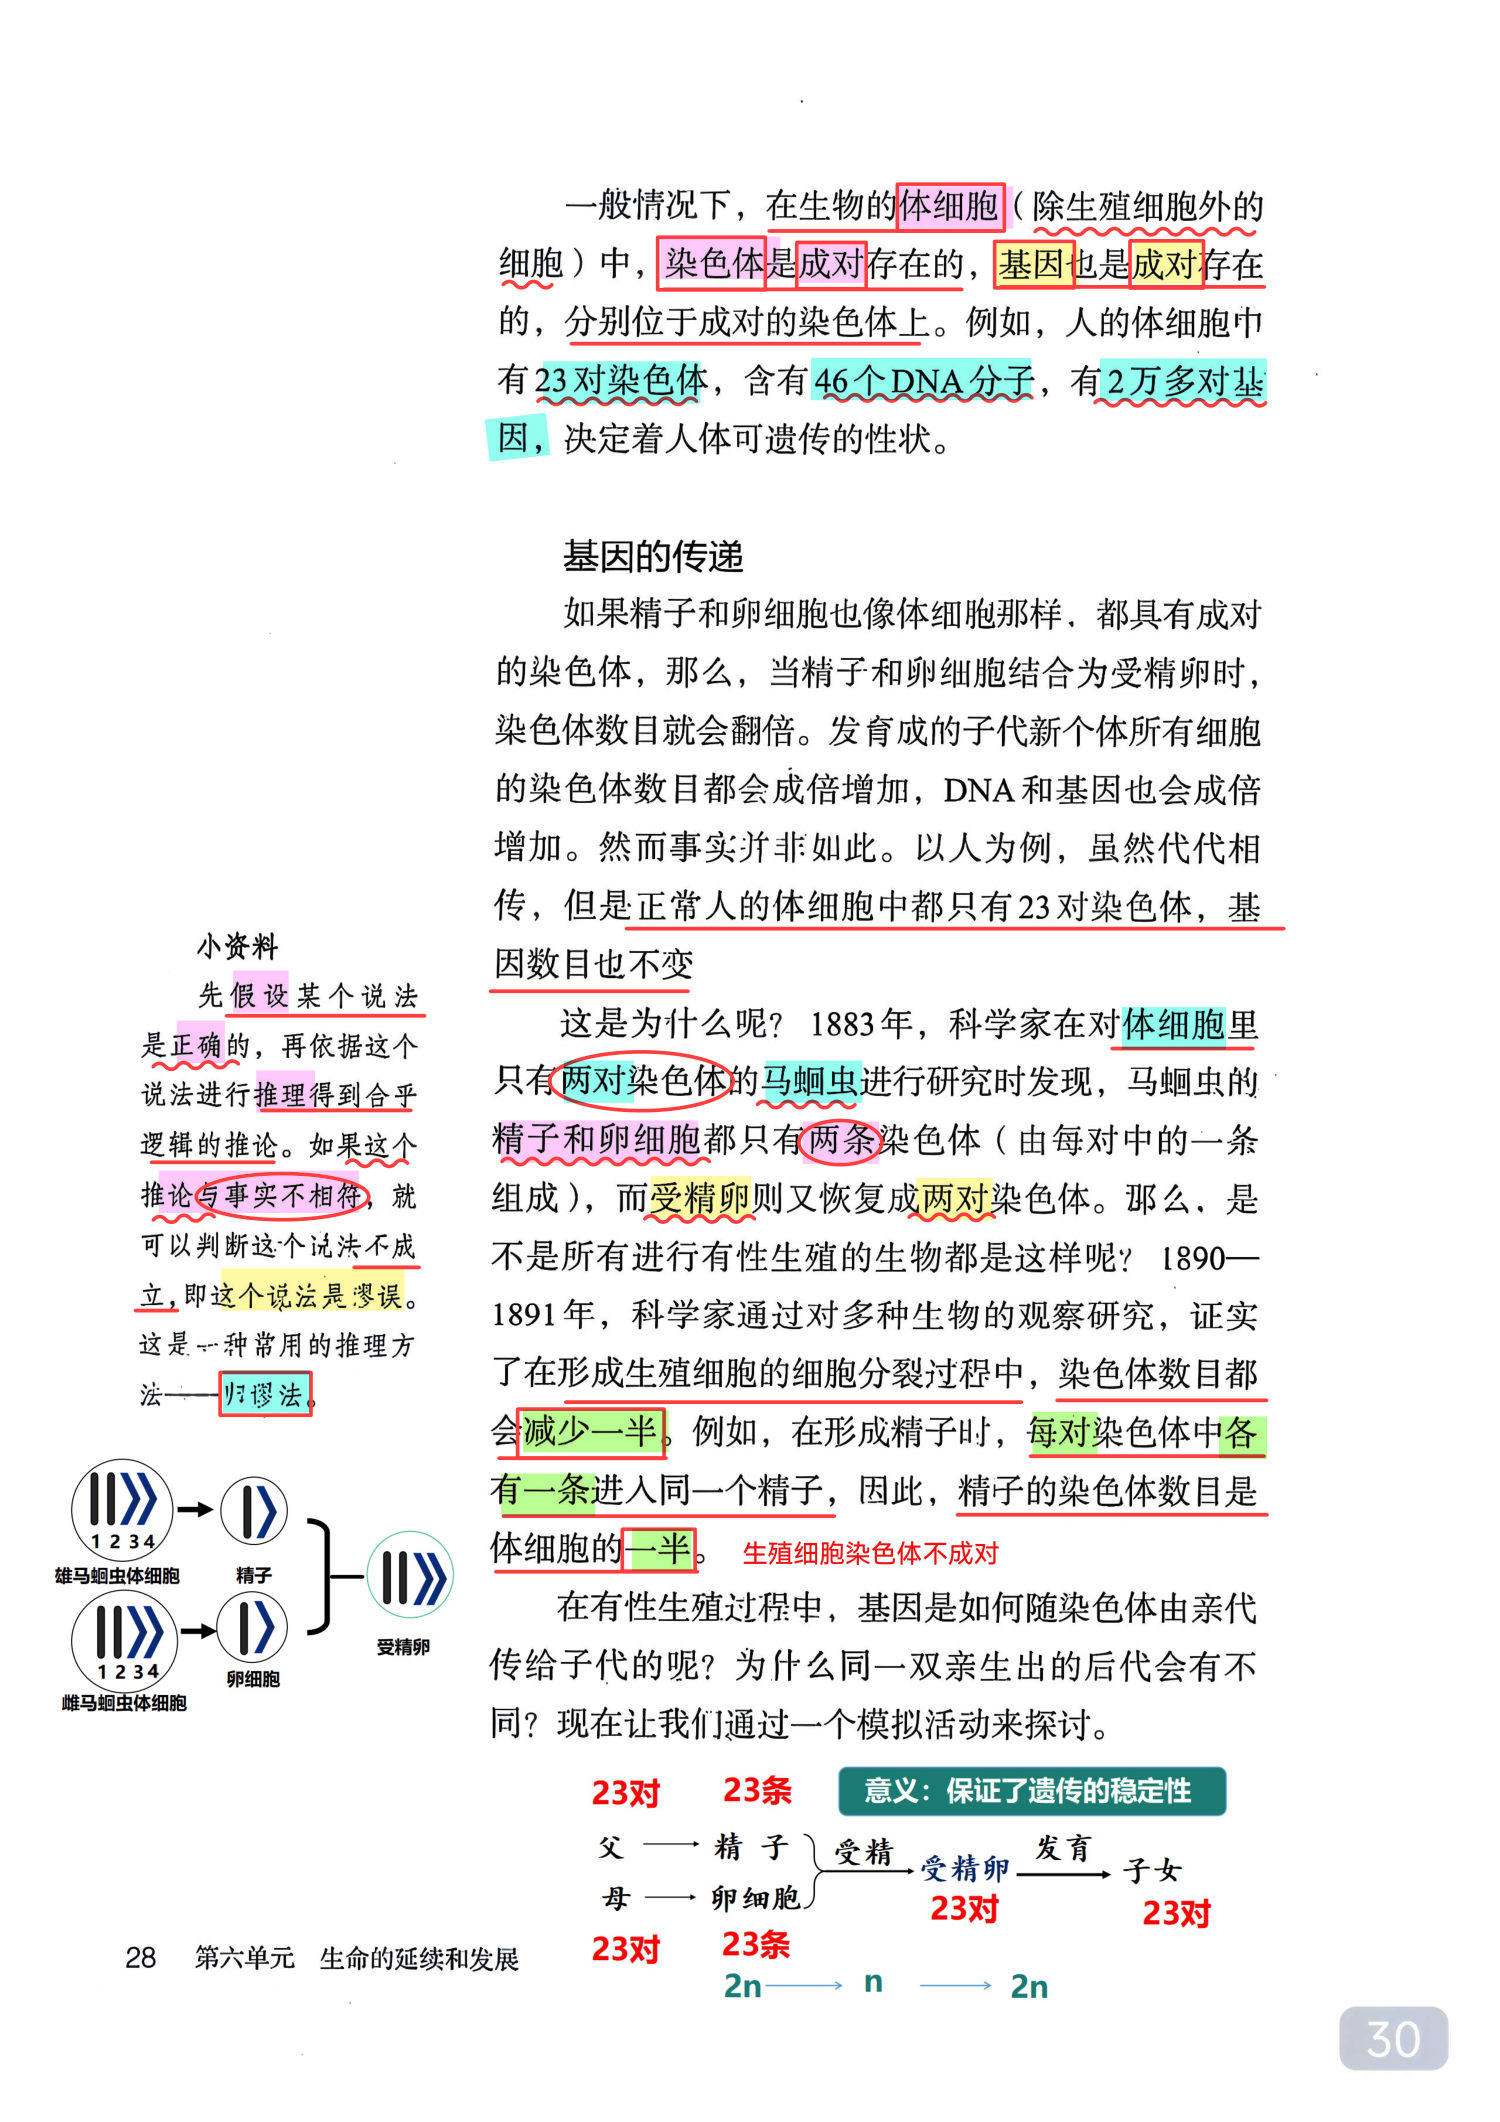 一般情况下，在生物的体细胞（除生殖细胞外的
细胞）中，染色体是成对存在的，基因也是成对存在
的，分别位于成对的染色体上。例如，人的体细胞中
有23对染色体，含有46个DNA分子，有2万多对基
因，决定着人体可遗传的性状。
基因的传递
如果精子和卵细胞也像体细胞那样，都具有成对
的染色体，那么，当精子和卵细胞结合为受精卵时，
染色体数目就会翻倍。发育成的子代新个体所有细胞
的染色体数目都会成倍增加，DNA和基因也会成倍
增加。然而事实并非如此。以人为例，虽然代代相
传，但是正常人的体细胞中都只有23对染色体，基
因数目也不变
这是为什么呢？1883年，科学家在对体细胞里
只有两对染色体的马蛔虫进行研究时发现，马蛔虫的
精子和卵细胞都只有两条染色体（由每对中的一条
组成），而受精卵则又恢复成两对染色体。那么，是
不是所有进行有性生殖的生物都是这样呢？1890—
1891年，科学家通过对多种生物的观察研究，证实
了在形成生殖细胞的细胞分裂过程中，染色体数目都
会减少一半。例如，在形成精子时，每对染色体中各
有一条进入同一个精子，因此，精子的染色体数目是
体细胞的一半。 生殖细胞染色体不成对
在有性生殖过程中，基因是如何随染色体由亲代
传给子代的呢？为什么同一双亲生出的后代会有不
同？现在让我们通过一个模拟活动来探讨。
小资料
先假设某个说法
是正确的，再依据这个
说法进行推理得到合乎
逻辑的推论。如果这个
推论与事实不相符，就
可以判断这个说法不成
立，即这个说法是谬误。
这是一种常用的推理方
法——归谬法。
1 2 3 4
雄马蛔虫体细胞
精子
1 2 3 4
雌马蛔虫体细胞
卵细胞
受精卵
23对 23条 意义：保证了遗传的稳定性
父 精子 受精 受精卵 发育 子女
母 卵细胞 23对 23对
23对 23条
2n n 2n
28 第六单元 生命的延续和发展
30